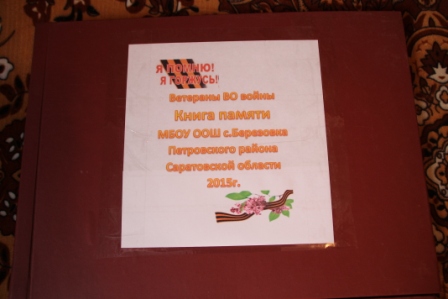 Я ПОМНЮ!
Я ГОРЖУСЬ!
Ветераны ВО войны
Книга памяти
МБОУ ООШ с.Березовка
Петровского района
Саратовской области
2015г.